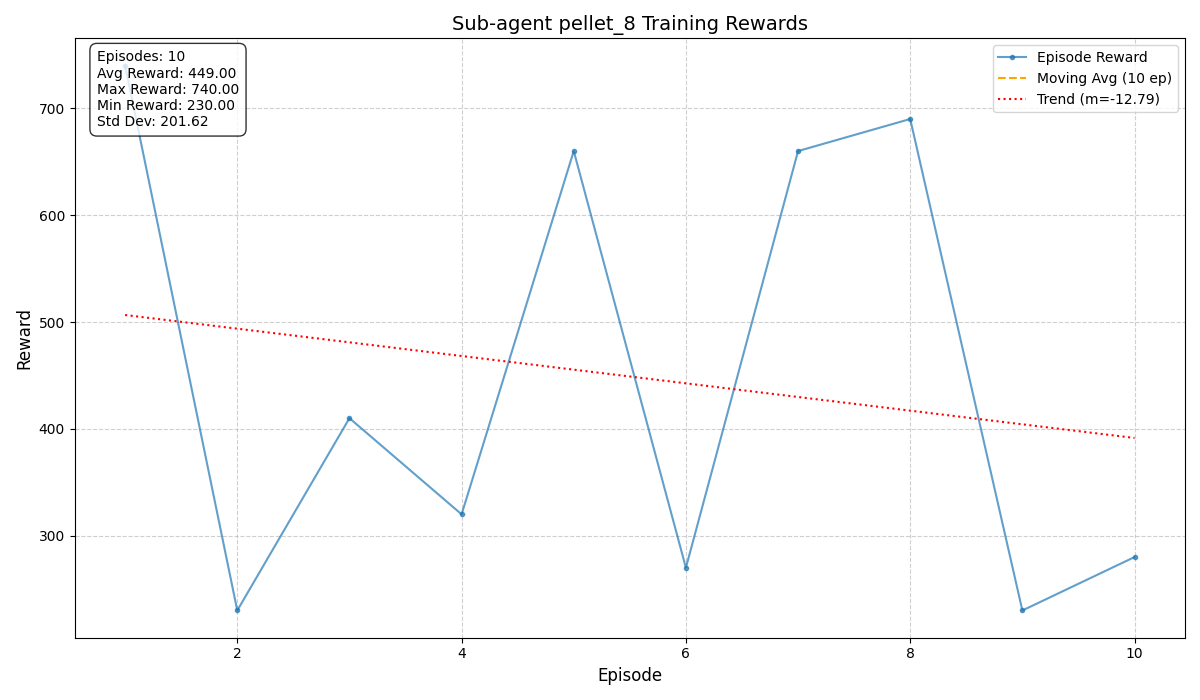 Sub-agent pellet_8 Training Rewards
Episodes: 10
Avg Reward: 449.00
Max Reward: 740.00
Min Reward: 230.00
Std Dev: 201.62
Episode Reward
Moving Avg (10 ep)
Trend (m=-12.79)
Reward
700
600
500
400
300
2
4
6
8
10
Episode